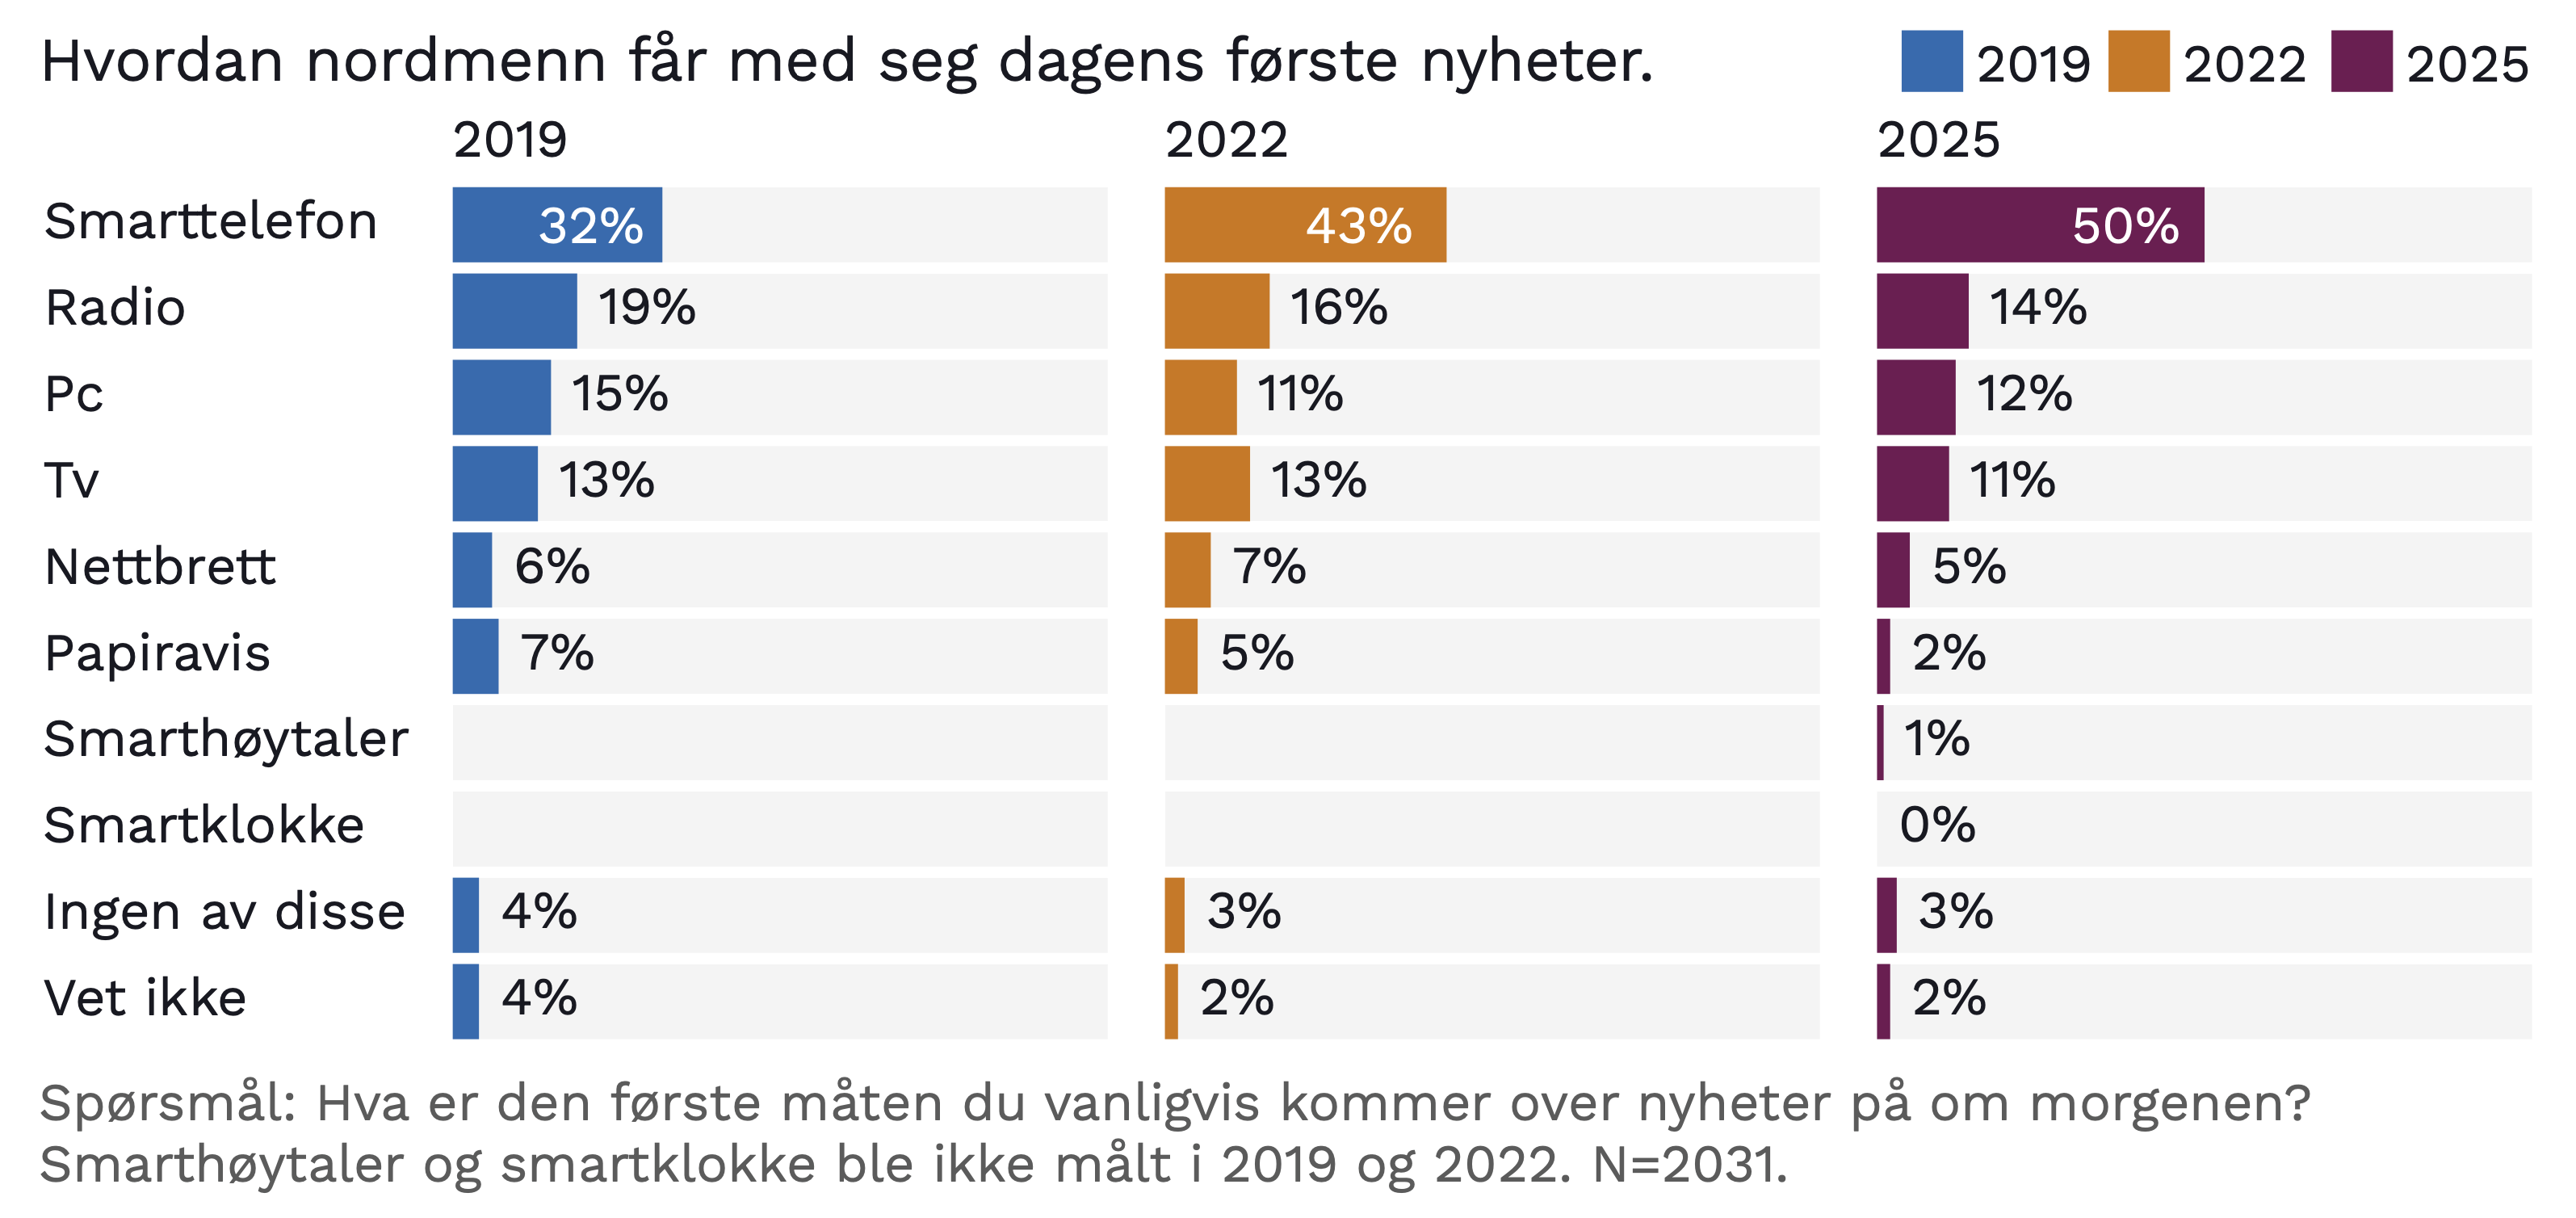 Hvordan nordmenn får med seg dagens første nyheter.
2019 2022 2025
2019 2022 2025
Smarttelefon 32% 43% 50%
Radio 19% 16% 14%
Pc 15% 11% 12%
Tv 13% 13% 11%
Nettbrett 6% 7% 5%
Papiravis 7% 5% 2%
Smarthøytaler 1%
Smartklokke 0%
Ingen av disse 4% 3% 3%
Vet ikke 4% 2% 2%
Spørsmål: Hva er den første måten du vanligvis kommer over nyheter på om morgenen?
Smarthøytaler og smartklokke ble ikke målt i 2019 og 2022. N=2031.